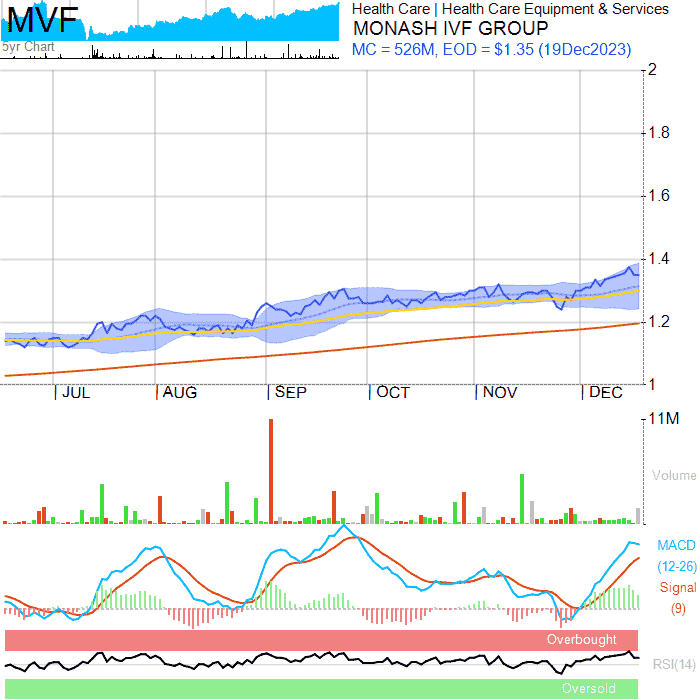 MVF
5yr Chart
Health Care | Health Care Equipment & Services
MONASH IVF GROUP
MC = 526M, EOD = $1.35 (19Dec2023)
2
1.8
1.6
1.4
1.2
1
JUL AUG SEP OCT NOV DEC
11M
Volume
MACD
(12-26)
Signal
(9)
Overbought
RSI(14)
Oversold